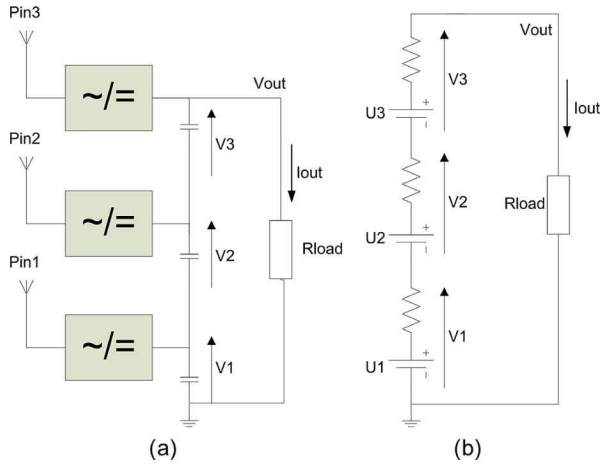 Pin3
~/=
Vout
V3
Iout
Pin2
~/=
V2
Rload
Pin1
~/=
V1
(a)
Vout
V3
U3
+
−
Iout
V2
U2
+
−
Rload
V1
U1
+
−
(b)